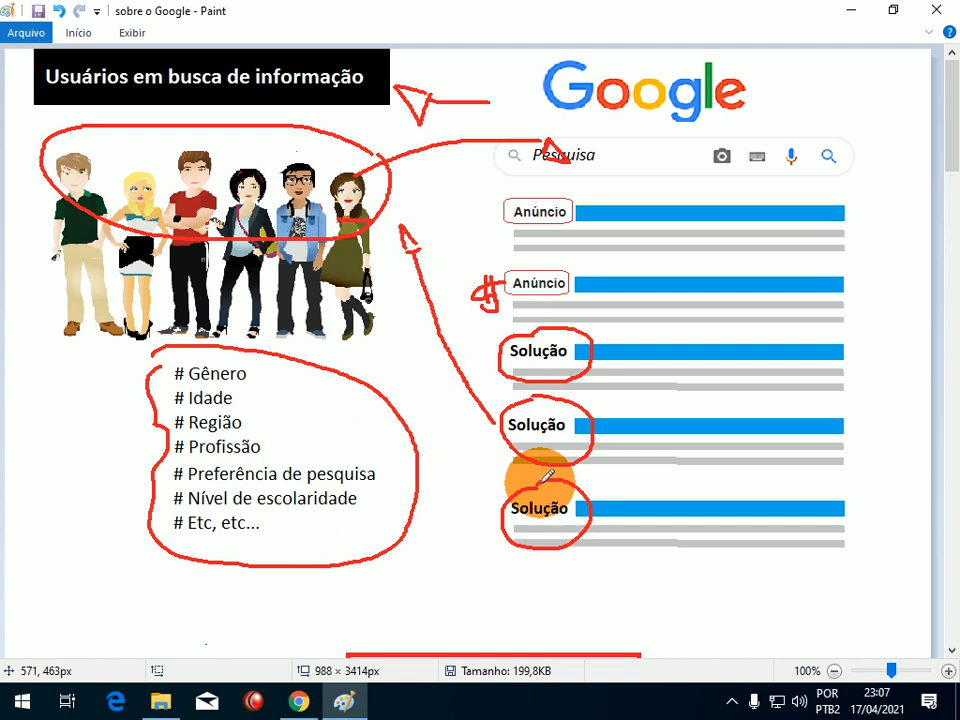 sobre o Google - Paint
Arquivo
Início
Exibir
Usuários em busca de informação
Google
Pesquisa
Anúncio
Anúncio
$
Solução
Solução
Solução
# Gênero
# Idade
# Região
# Profissão
# Preferência de pesquisa
# Nível de escolaridade
# Etc, etc...
571, 463px
988 × 3414px
Tamanho: 199,8KB
100%
POR
PTB2
23:07
17/04/2021